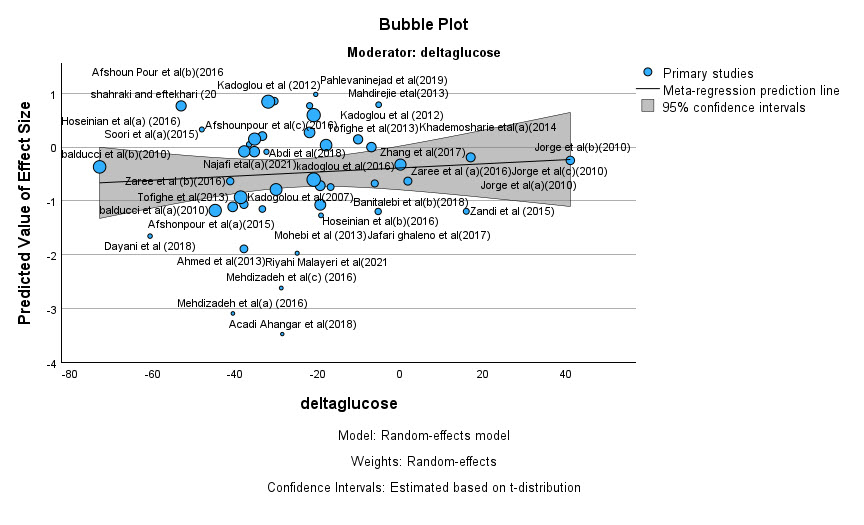 Bubble Plot
Moderator: deltaglucose
Afshoun Pour et al(b)(2016
Pahlevaninejad et al(2019)
Primary studies
Kadoglou et al (2012)
Mahdirejie etal(2013)
Meta-regression prediction line
1
shahraki and eftekhari (20
95% confidence intervals
Kadoglou et al (2012)
Hoseinian et al(a) (2016)
Afshounpour et al(c)(2016)
Tofighe et al(2013)
Khademosharie etal(a)(2014
Soori et al(a)(2015)
0
Jorge et al(b)(2010)
balducci et al(b)(2010)
Abdi et al(2018)
Zhang et al(2017)
Najafi etal(a)(2021)
kadoglou et al(2016)
Zaree et al (a)(2016)
Jorge et al(c)(2010)
Zaree et al (b)(2016)
Jorge et al(a)(2010)
Tofighe et al(2013)
Kadogolou et al(2007)
Banitalebi et al(b)(2018)
-1
balducci et al(a)(2010)
Zandi et al (2015)
Afshonpour et al(a)(2015)
Hoseinian et al(b)(2016)
Mohebi et al (2013)
Jafari ghaleno et al(2017)
Dayani et al (2018)
-2
Ahmed et al(2013)
Riyahi Malayeri et al(2021
Mehdizadeh et al(c) (2016)
Mehdizadeh et al(a) (2016)
-3
Acadi Ahangar et al(2018)
-4
Predicted Value of Effect Size
-80 -60 -40 -20 0 20 40
deltaglucose
Model: Random-effects model
Weights: Random-effects
Confidence Intervals: Estimated based on t-distribution